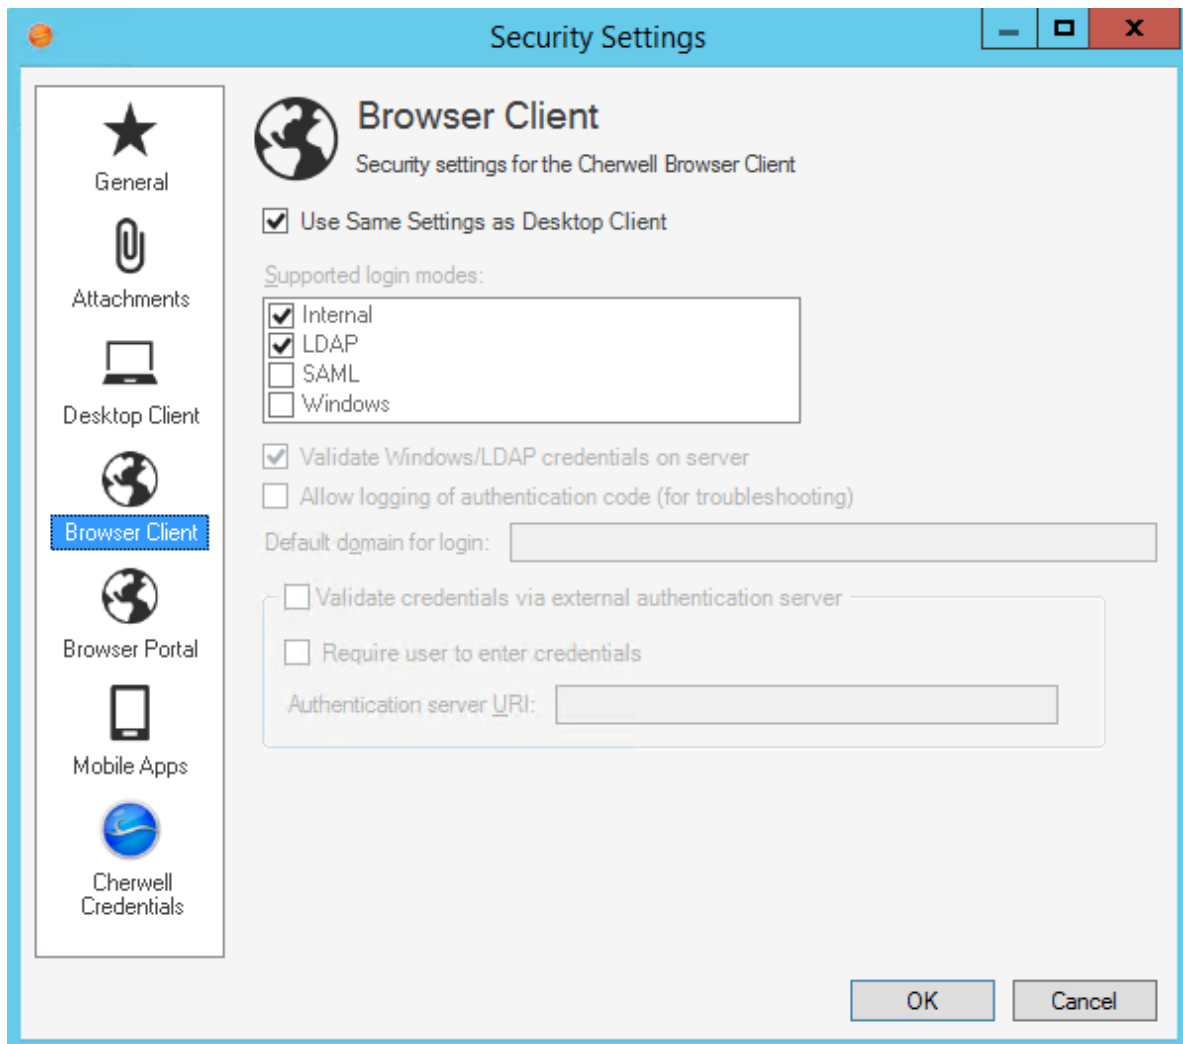 Security Settings
General
Attachments
Desktop Client
Browser Client
Browser Portal
Mobile Apps
Cherwell
Credentials
Browser Client
Security settings for the Cherwell Browser Client
Use Same Settings as Desktop Client
Supported login modes:
Internal
LDAP
SAML
Windows
Validate Windows/LDAP credentials on server
Allow logging of authentication code (for troubleshooting)
Default domain for login:
Validate credentials via external authentication server
Require user to enter credentials
Authentication server URI:
OK
Cancel